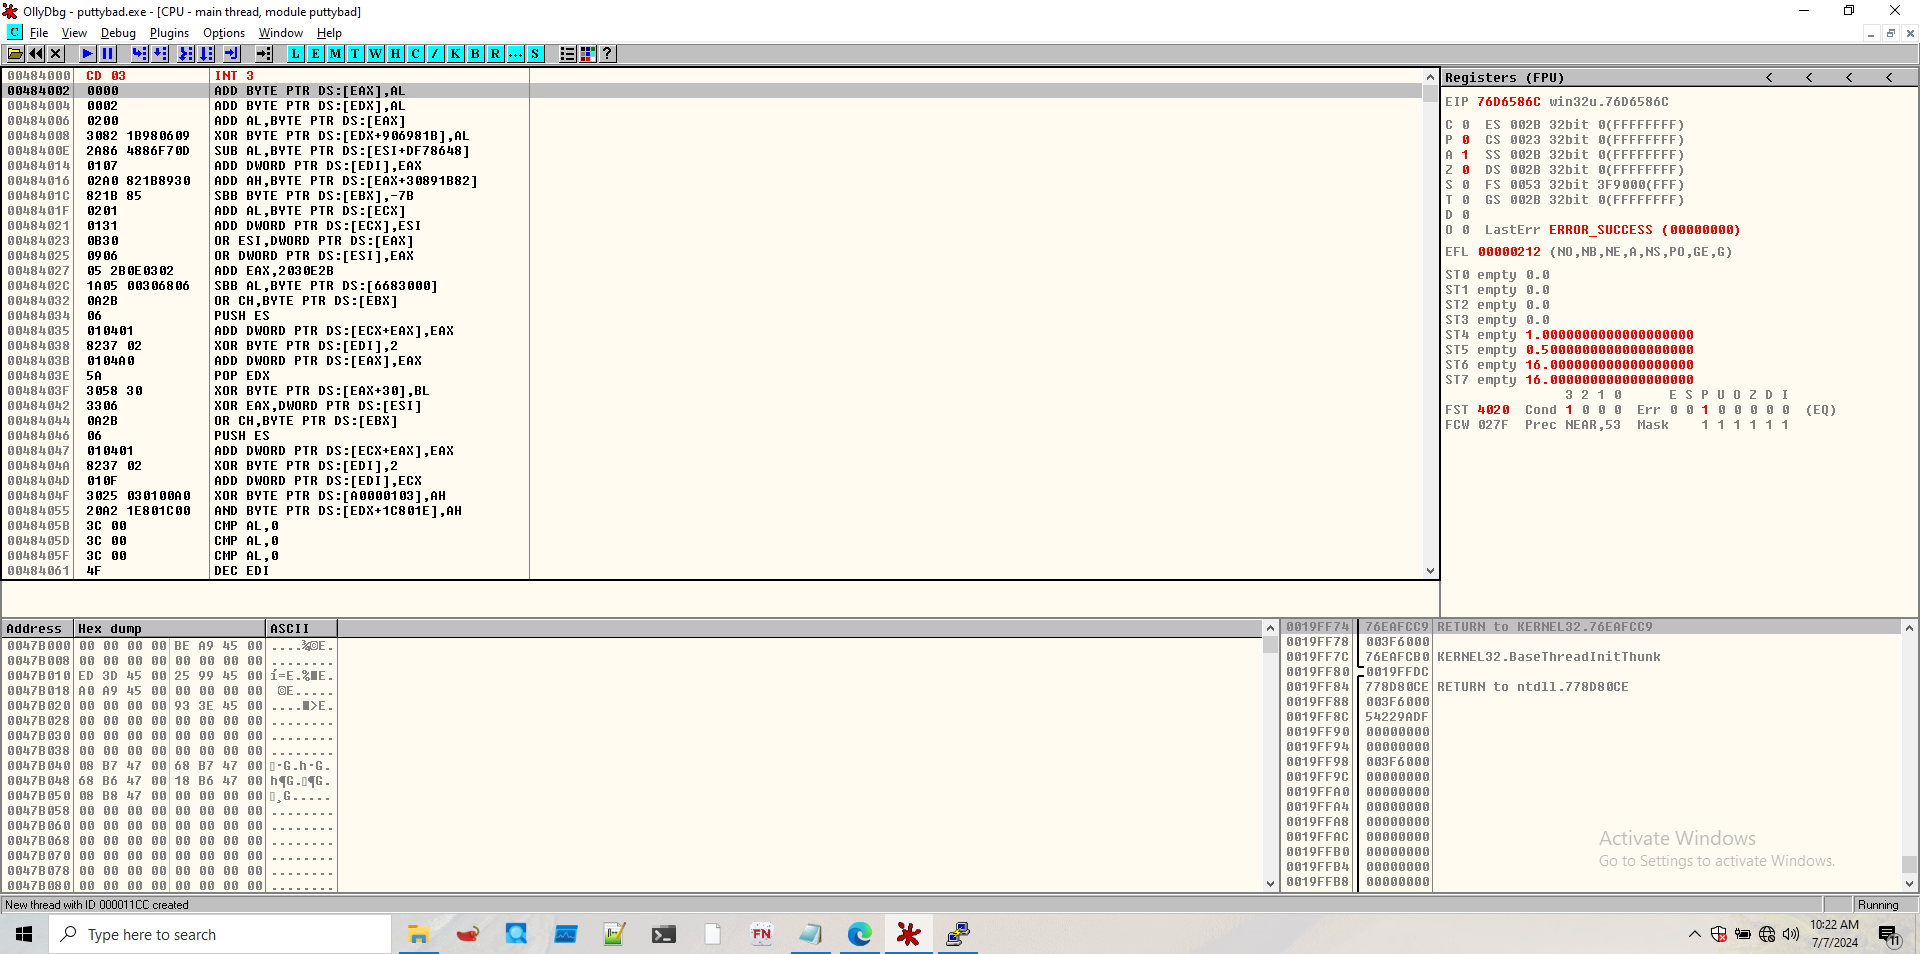 OllyDbg - puttybad.exe - [CPU - main thread, module puttybad]
C File View Debug Plugins Options Window Help
L E M T W H C / K B R ... S ?
00484000 CD 03 INT 3
00484002 0000 ADD BYTE PTR DS:[EAX],AL
00484004 0002 ADD BYTE PTR DS:[EDX],AL
00484006 0200 ADD AL,BYTE PTR DS:[EAX]
00484008 3082 1B980609 XOR BYTE PTR DS:[EDX+906981B],AL
0048400E 2A86 4886F70D SUB AL,BYTE PTR DS:[ESI+DF78648]
00484014 0107 ADD DWORD PTR DS:[EDI],EAX
00484016 02A0 821B8930 ADD AH,BYTE PTR DS:[EAX+30891B82]
0048401C 821B 85 SBB BYTE PTR DS:[EBX],-7B
0048401F 0201 ADD AL,BYTE PTR DS:[ECX]
00484021 0131 ADD DWORD PTR DS:[ECX],ESI
00484023 0B30 OR ESI,DWORD PTR DS:[EAX]
00484025 0906 OR DWORD PTR DS:[ESI],EAX
00484027 05 2B0E0302 ADD EAX,2030E2B
0048402C 1A05 00306806 SBB AL,BYTE PTR DS:[6683000]
00484032 0A2B OR CH,BYTE PTR DS:[EBX]
00484034 06 PUSH ES
00484035 010401 ADD DWORD PTR DS:[ECX+EAX],EAX
00484038 8237 02 XOR BYTE PTR DS:[EDI],2
0048403B 0104A0 ADD DWORD PTR DS:[EAX],EAX
0048403E 5A POP EDX
0048403F 3058 30 XOR BYTE PTR DS:[EAX+30],BL
00484042 3306 XOR EAX,DWORD PTR DS:[ESI]
00484044 0A2B OR CH,BYTE PTR DS:[EBX]
00484046 06 PUSH ES
00484047 010401 ADD DWORD PTR DS:[ECX+EAX],EAX
0048404A 8237 02 XOR BYTE PTR DS:[EDI],2
0048404D 010F ADD DWORD PTR DS:[EDI],ECX
0048404F 3025 030100A0 XOR BYTE PTR DS:[A0000103],AH
00484055 20A2 1E801C00 AND BYTE PTR DS:[EDX+1C801E],AH
0048405B 3C 00 CMP AL,0
0048405D 3C 00 CMP AL,0
0048405F 3C 00 CMP AL,0
00484061 4F DEC EDI
Registers (FPU) < < < <
EIP 76D6586C win32u.76D6586C
C 0 ES 002B 32bit 0(FFFFFFFF)
P 0 CS 0023 32bit 0(FFFFFFFF)
A 1 SS 002B 32bit 0(FFFFFFFF)
Z 0 DS 002B 32bit 0(FFFFFFFF)
S 0 FS 0053 32bit 3F9000(FFF)
T 0 GS 002B 32bit 0(FFFFFFFF)
D 0
O 0 LastErr ERROR_SUCCESS (00000000)
EFL 00000212 (NO,NB,NE,A,NS,PO,GE,G)
ST0 empty 0.0
ST1 empty 0.0
ST2 empty 0.0
ST3 empty 0.0
ST4 empty 1.0000000000000000000
ST5 empty 0.5000000000000000000
ST6 empty 16.000000000000000000
ST7 empty 16.000000000000000000
3 2 1 0 E S P U O Z D I
FST 4020 Cond 1 0 0 0 Err 0 0 1 0 0 0 0 0 (EQ)
FCW 027F Prec NEAR,53 Mask 1 1 1 1 1 1
Address Hex dump ASCII
0047B000 00 00 00 00 BE A9 45 00 ....¾©E.
0047B008 00 00 00 00 00 00 00 00 ........
0047B010 ED 3D 45 00 25 99 45 00 í=E.%■E.
0047B018 A0 A9 45 00 00 00 00 00 ©E.....
0047B020 00 00 00 00 93 3E 45 00 ....■>E.
0047B028 00 00 00 00 00 00 00 00 ........
0047B030 00 00 00 00 00 00 00 00 ........
0047B038 00 00 00 00 00 00 00 00 ........
0047B040 08 B7 47 00 68 B7 47 00 ▯·G.h·G.
0047B048 68 B6 47 00 18 B6 47 00 h¶G.▯¶G.
0047B050 08 B8 47 00 00 00 00 00 ▯¸G.....
0047B058 00 00 00 00 00 00 00 00 ........
0047B060 00 00 00 00 00 00 00 00 ........
0047B068 00 00 00 00 00 00 00 00 ........
0047B070 00 00 00 00 00 00 00 00 ........
0047B078 00 00 00 00 00 00 00 00 ........
0047B080 00 00 00 00 00 00 00 00 ........
0019FF74 76EAFCC9 RETURN to KERNEL32.76EAFCC9
0019FF78 003F6000
0019FF7C 76EAFCB0 KERNEL32.BaseThreadInitThunk
0019FF80 0019FFDC
0019FF84 778D80CE RETURN to ntdll.778D80CE
0019FF88 003F6000
0019FF8C 54229ADF
0019FF90 00000000
0019FF94 00000000
0019FF98 003F6000
0019FF9C 00000000
0019FFA0 00000000
0019FFA4 00000000
0019FFA8 00000000
0019FFAC 00000000
0019FFB0 00000000
0019FFB4 00000000
0019FFB8 00000000
Activate Windows
Go to Settings to activate Windows.
New thread with ID 000011CC created
Running
Type here to search
FN
10:22 AM
7/7/2024
11